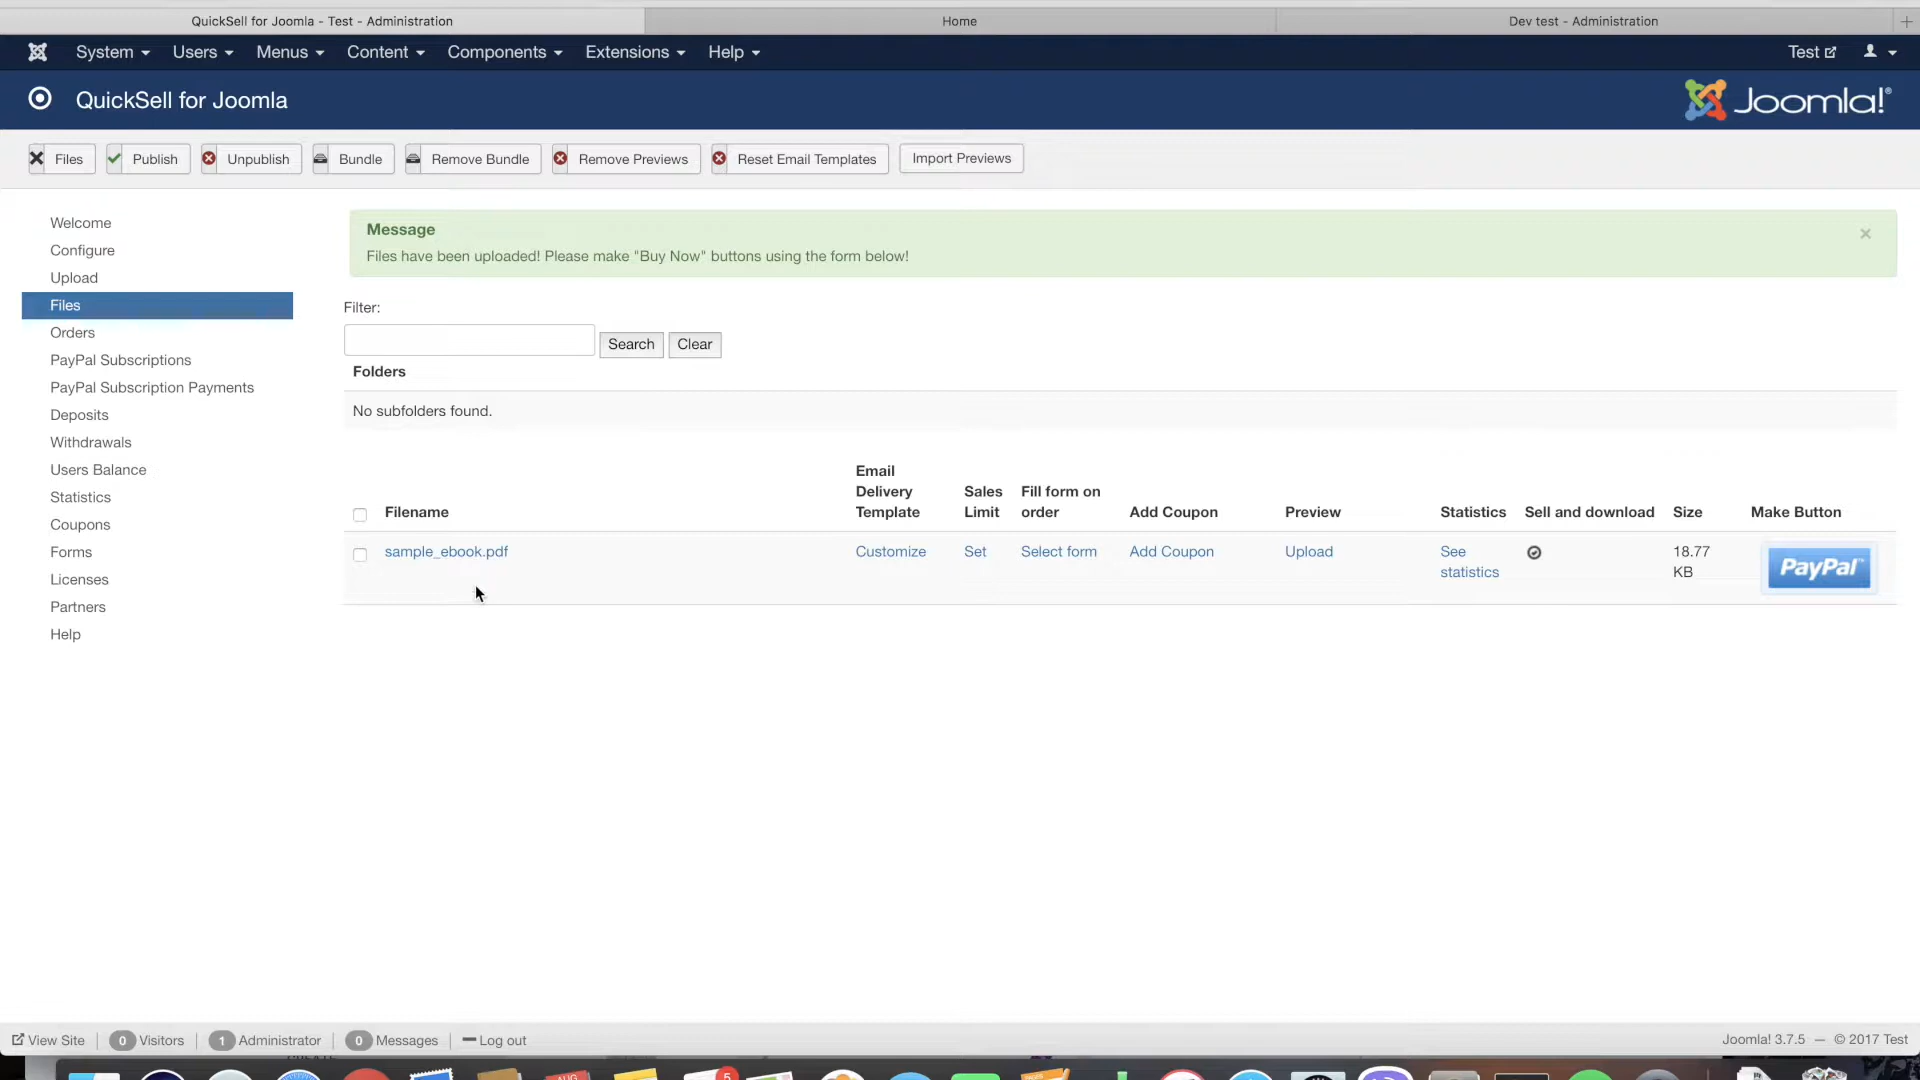 QuickSell for Joomla - Test - Administration
Home
Dev test - Administration
System Users Menus Content Components Extensions Help
Test
QuickSell for Joomla
Joomla!®
Files Publish Unpublish Bundle Remove Bundle Remove Previews Reset Email Templates Import Previews
Welcome
Configure
Upload
Files
Orders
PayPal Subscriptions
PayPal Subscription Payments
Deposits
Withdrawals
Users Balance
Statistics
Coupons
Forms
Licenses
Partners
Help
Message
Files have been uploaded! Please make "Buy Now" buttons using the form below!
Filter:
Search Clear
Folders
No subfolders found.
Filename
Email
Delivery
Template
Sales
Limit
Fill form on
order
Add Coupon
Preview
Statistics
Sell and download
Size
Make Button
sample_ebook.pdf
Customize
Set
Select form
Add Coupon
Upload
See
statistics
18.77
KB
PayPal™
View Site 0 Visitors 1 Administrator 0 Messages Log out
Joomla! 3.7.5 — © 2017 Test
AUG
5